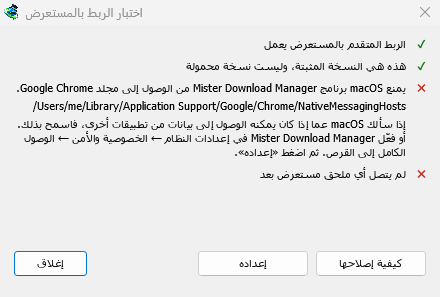 اختبار الربط بالمستعرض
الربط المتقدم بالمستعرض يعمل
هذه هي النسخة المثبتة، وليست نسخة محمولة
يمنع macOS برنامج Mister Download Manager من الوصول إلى مجلد Google Chrome.
/Users/me/Library/Application Support/Google/Chrome/NativeMessagingHosts
إذا سألك macOS عما إذا كان يمكنه الوصول إلى بيانات من تطبيقات أخرى، فاسمح بذلك.
أو فعّل Mister Download Manager في إعدادات النظام ← الخصوصية والأمن ← الوصول
الكامل إلى القرص. ثم اضغط «إعداده».
لم يتصل أي ملحق مستعرض بعد
كيفية إصلاحها
إعداده
إغلاق